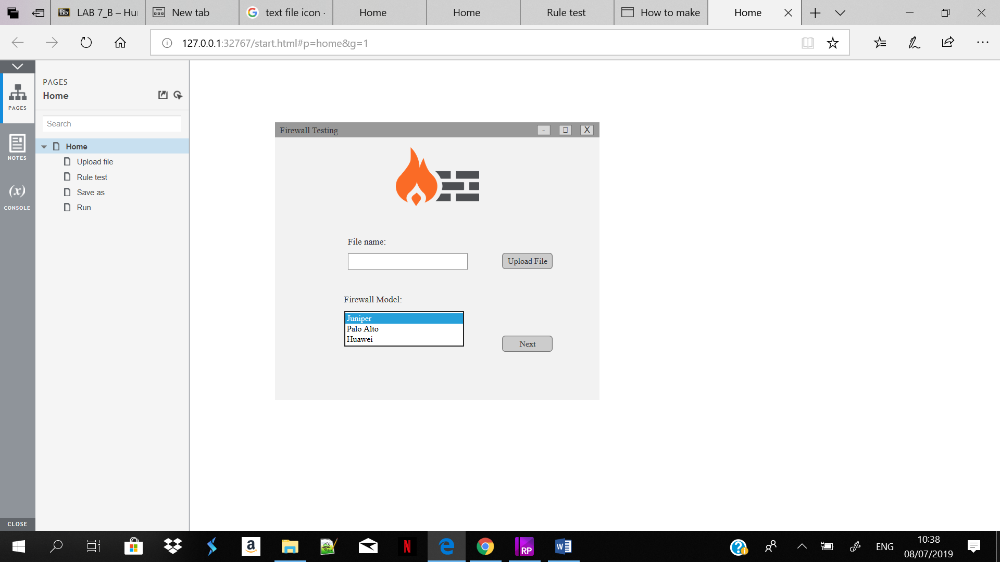 LAB 7_B – Hu
New tab
text file icon -
Home
Home
Rule test
How to make
Home
127.0.0.1:32767/start.html#p=home&g=1
PAGES
Home
Search
Home
Upload file
Rule test
Save as
Run
PAGES
NOTES
(x)
CONSOLE
CLOSE
Firewall Testing
- X
File name:
Upload File
Firewall Model:
Juniper
Palo Alto
Huawei
Next
Bb
a
N
RP
W
ENG
10:38
08/07/2019